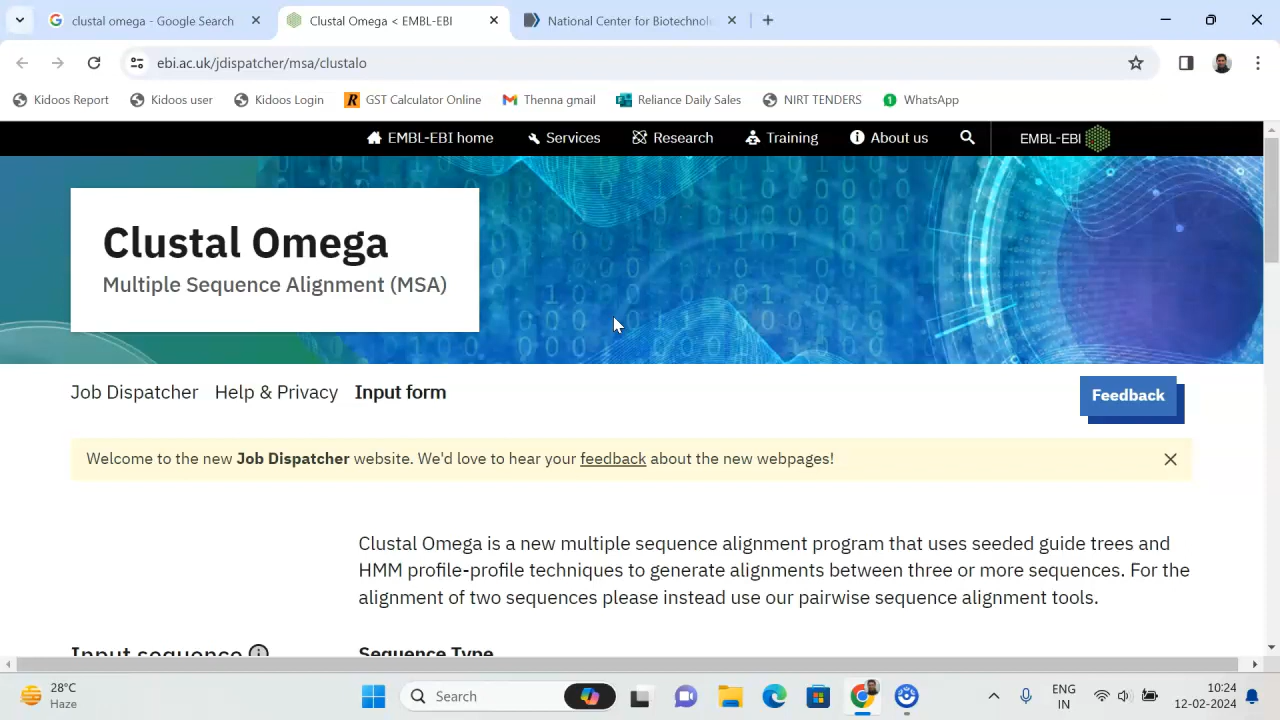 clustal omega - Google Search
Clustal Omega < EMBL-EBI
National Center for Biotechnolo
ebi.ac.uk/jdispatcher/msa/clustalo
Kidoos Report
Kidoos user
Kidoos Login
GST Calculator Online
Thenna gmail
Reliance Daily Sales
NIRT TENDERS
WhatsApp
EMBL-EBI home
Services
Research
Training
About us
EMBL-EBI
Clustal Omega
Multiple Sequence Alignment (MSA)
Job Dispatcher
Help & Privacy
Input form
Feedback
Welcome to the new Job Dispatcher website. We'd love to hear your feedback about the new webpages!
Clustal Omega is a new multiple sequence alignment program that uses seeded guide trees and
HMM profile-profile techniques to generate alignments between three or more sequences. For the
alignment of two sequences please instead use our pairwise sequence alignment tools.
Input sequence
Sequence Type
28°C
Haze
Search
ENG
IN
10:24
12-02-2024